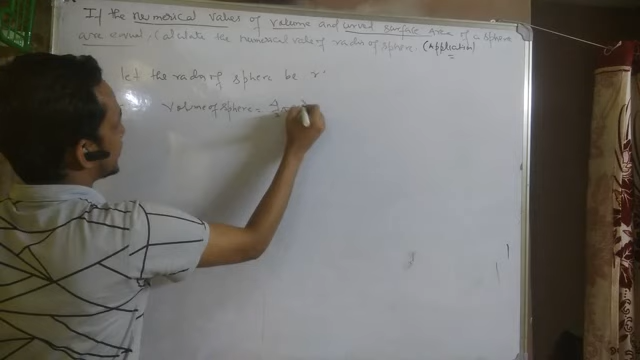 If the numerical values of volume and curved surface area of a sphere
are equal, Calculate the numerical value of radius of sphere. (Application)
let the radius of sphere be 'r'
Volume of sphere = 4/3